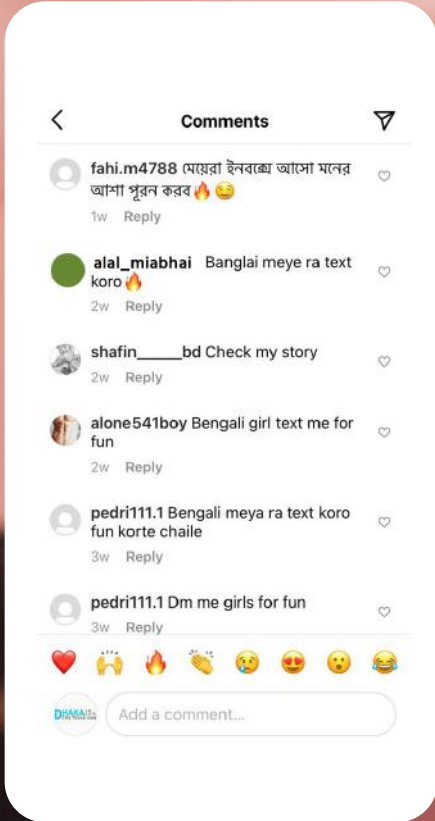 Comments
fahi.m4788 মেয়েরা ইনবক্সে আসো মনের
আশা পূরন করব🔥😏
1w Reply
alal_miabhai Banglai meye ra text
koro🔥
2w Reply
shafin_____bd Check my story
2w Reply
alone541boy Bengali girl text me for
fun
2w Reply
pedri111.1 Bengali meya ra text koro
fun korte chaile
3w Reply
pedri111.1 Dm me girls for fun
3w Reply
DHAKA
Add a comment...